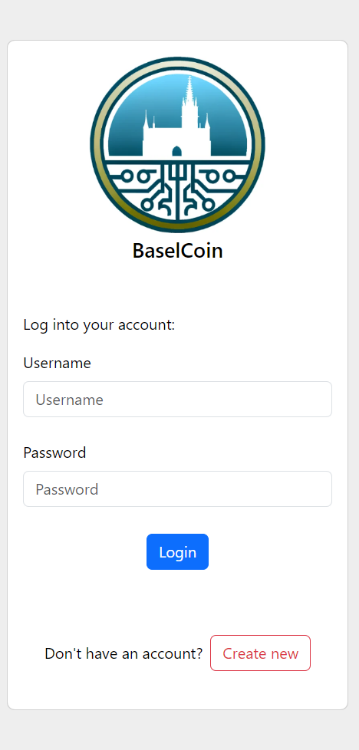 BaselCoin
Log into your account:
Username
Username
Password
Password
Login
Don't have an account? Create new